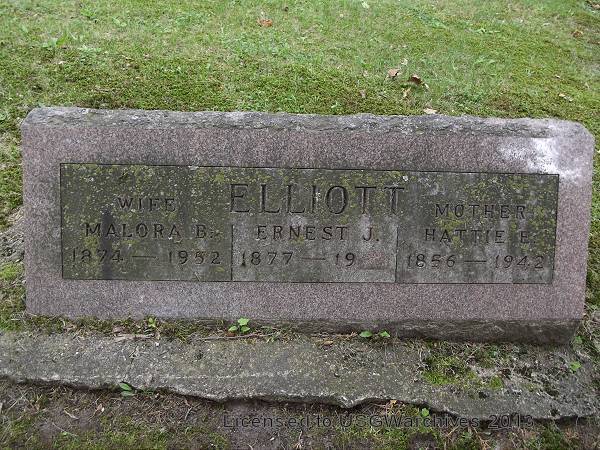 ELLIOTT
WIFE
MALORA B.
1874 — 1952
ERNEST J.
1877 — 19
MOTHER
HATTIE E.
1856 — 1942
Licensed to USGWarchives 2013